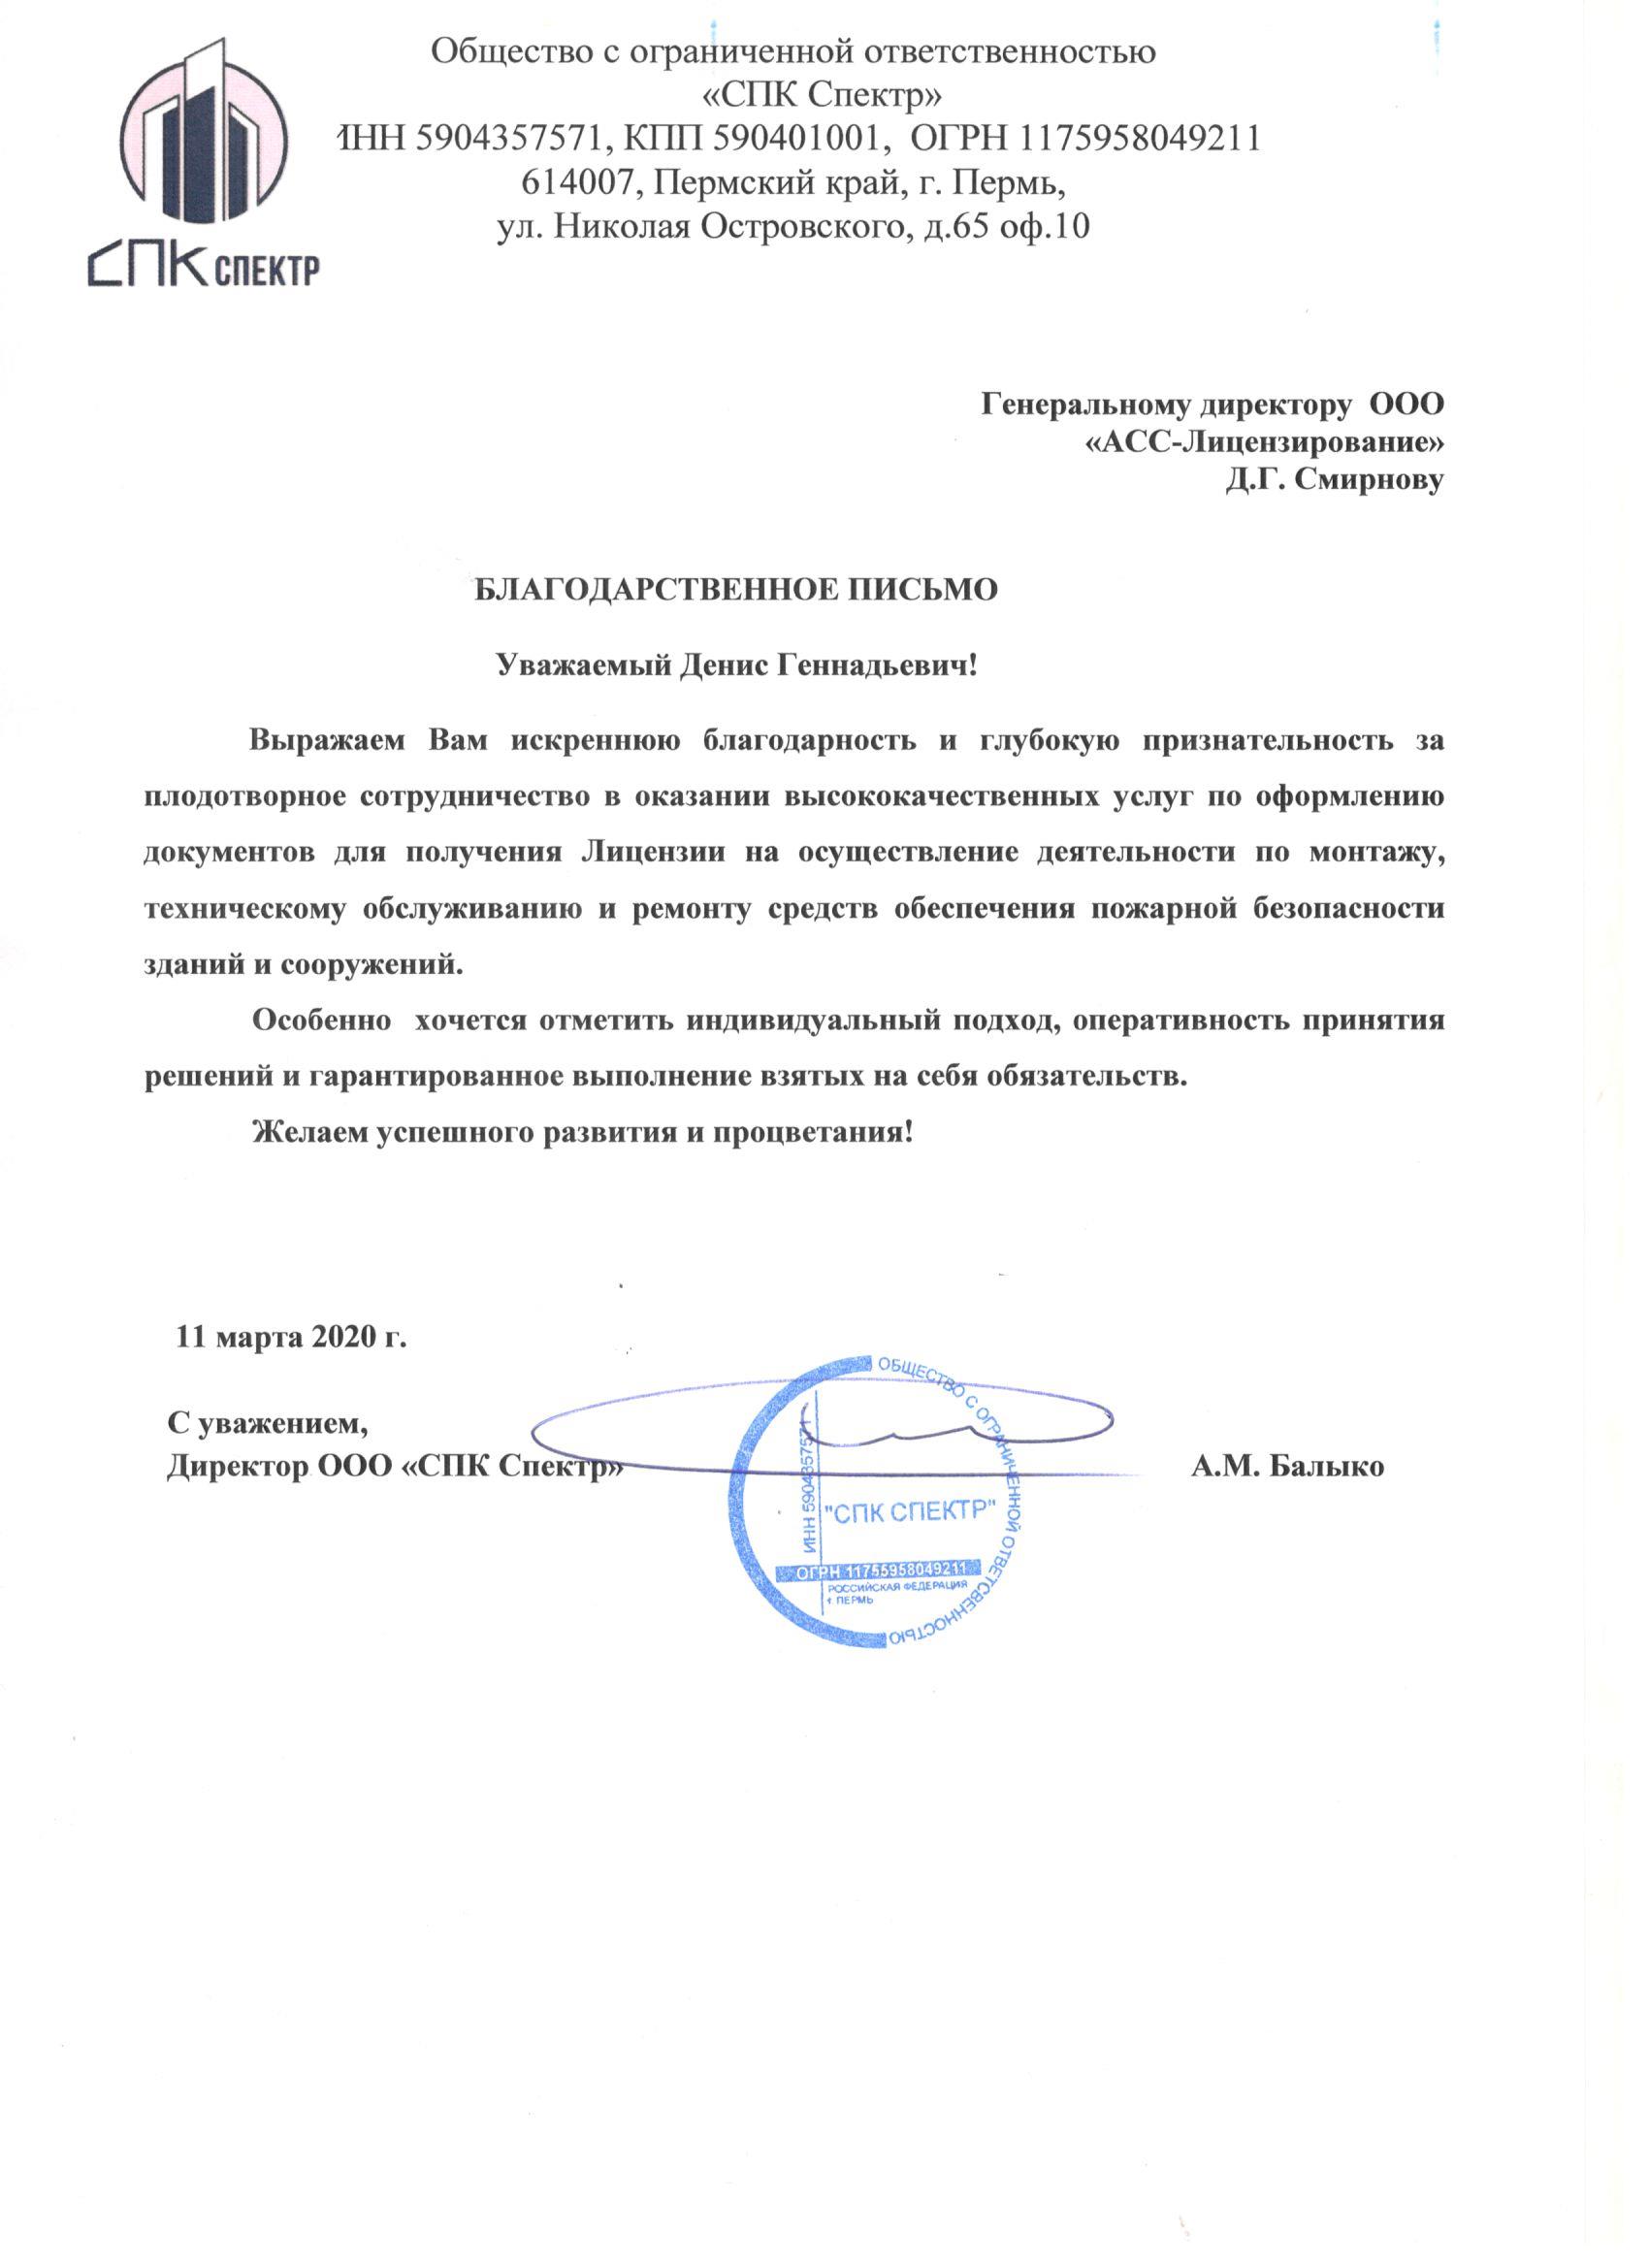 Общество с ограниченной ответственностью
«СПК Спектр»
ИНН 5904357571, КПП 590401001, ОГРН 1175958049211
614007, Пермский край, г. Пермь,
ул. Николая Островского, д.65 оф.10
СПК СПЕКТР
Генеральному директору ООО
«АСС-Лицензирование»
Д.Г. Смирнову
БЛАГОДАРСТВЕННОЕ ПИСЬМО
Уважаемый Денис Геннадьевич!
Выражаем Вам искреннюю благодарность и глубокую признательность за
плодотворное сотрудничество в оказании высококачественных услуг по оформлению
документов для получения Лицензии на осуществление деятельности по монтажу,
техническому обслуживанию и ремонту средств обеспечения пожарной безопасности
зданий и сооружений.
Особенно хочется отметить индивидуальный подход, оперативность принятия
решений и гарантированное выполнение взятых на себя обязательств.
Желаем успешного развития и процветания!
11 марта 2020 г.
С уважением,
Директор ООО «СПК Спектр» А.М. Балыко
ОБЩЕСТВО С ОГРАНИЧЕННОЙ ОТВЕТСВЕННОСТЬЮ
ИНН 5904357571
"СПК СПЕКТР"
ОГРН 11755958049211
РОССИЙСКАЯ ФЕДЕРАЦИЯ
г ПЕРМЬ